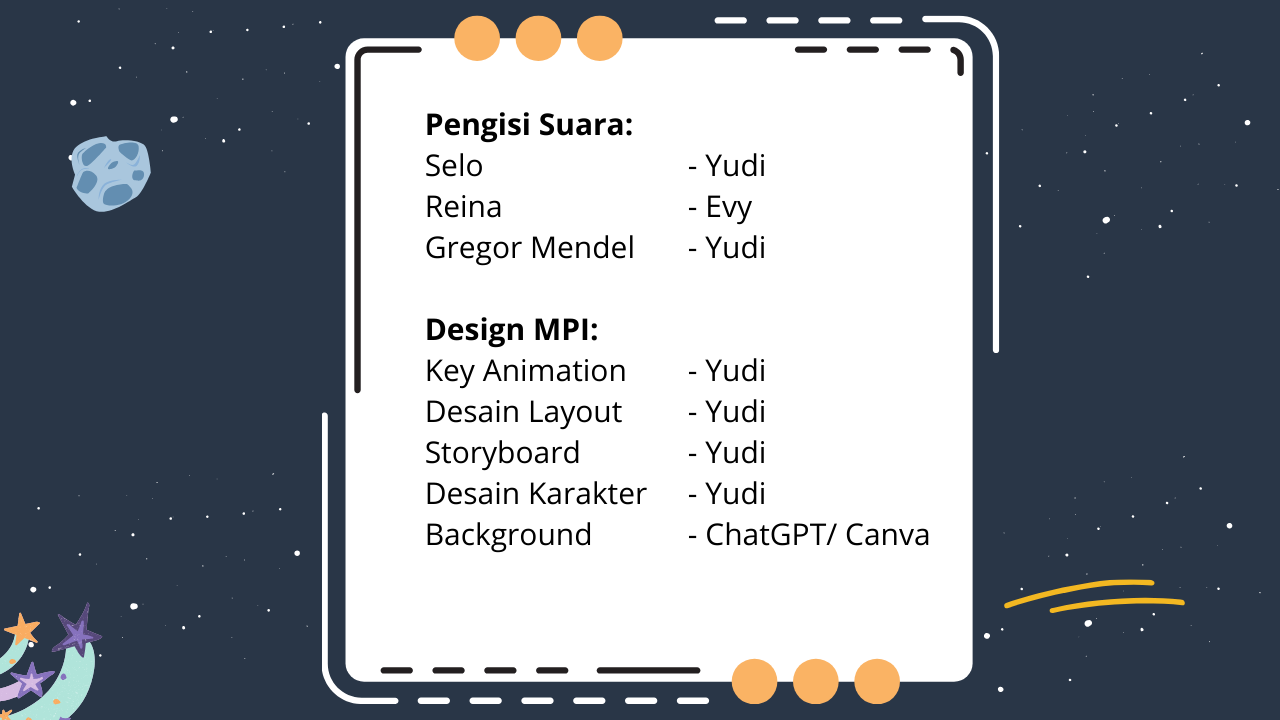 Pengisi Suara:
Selo - Yudi
Reina - Evy
Gregor Mendel - Yudi
Design MPI:
Key Animation - Yudi
Desain Layout - Yudi
Storyboard - Yudi
Desain Karakter - Yudi
Background - ChatGPT/ Canva